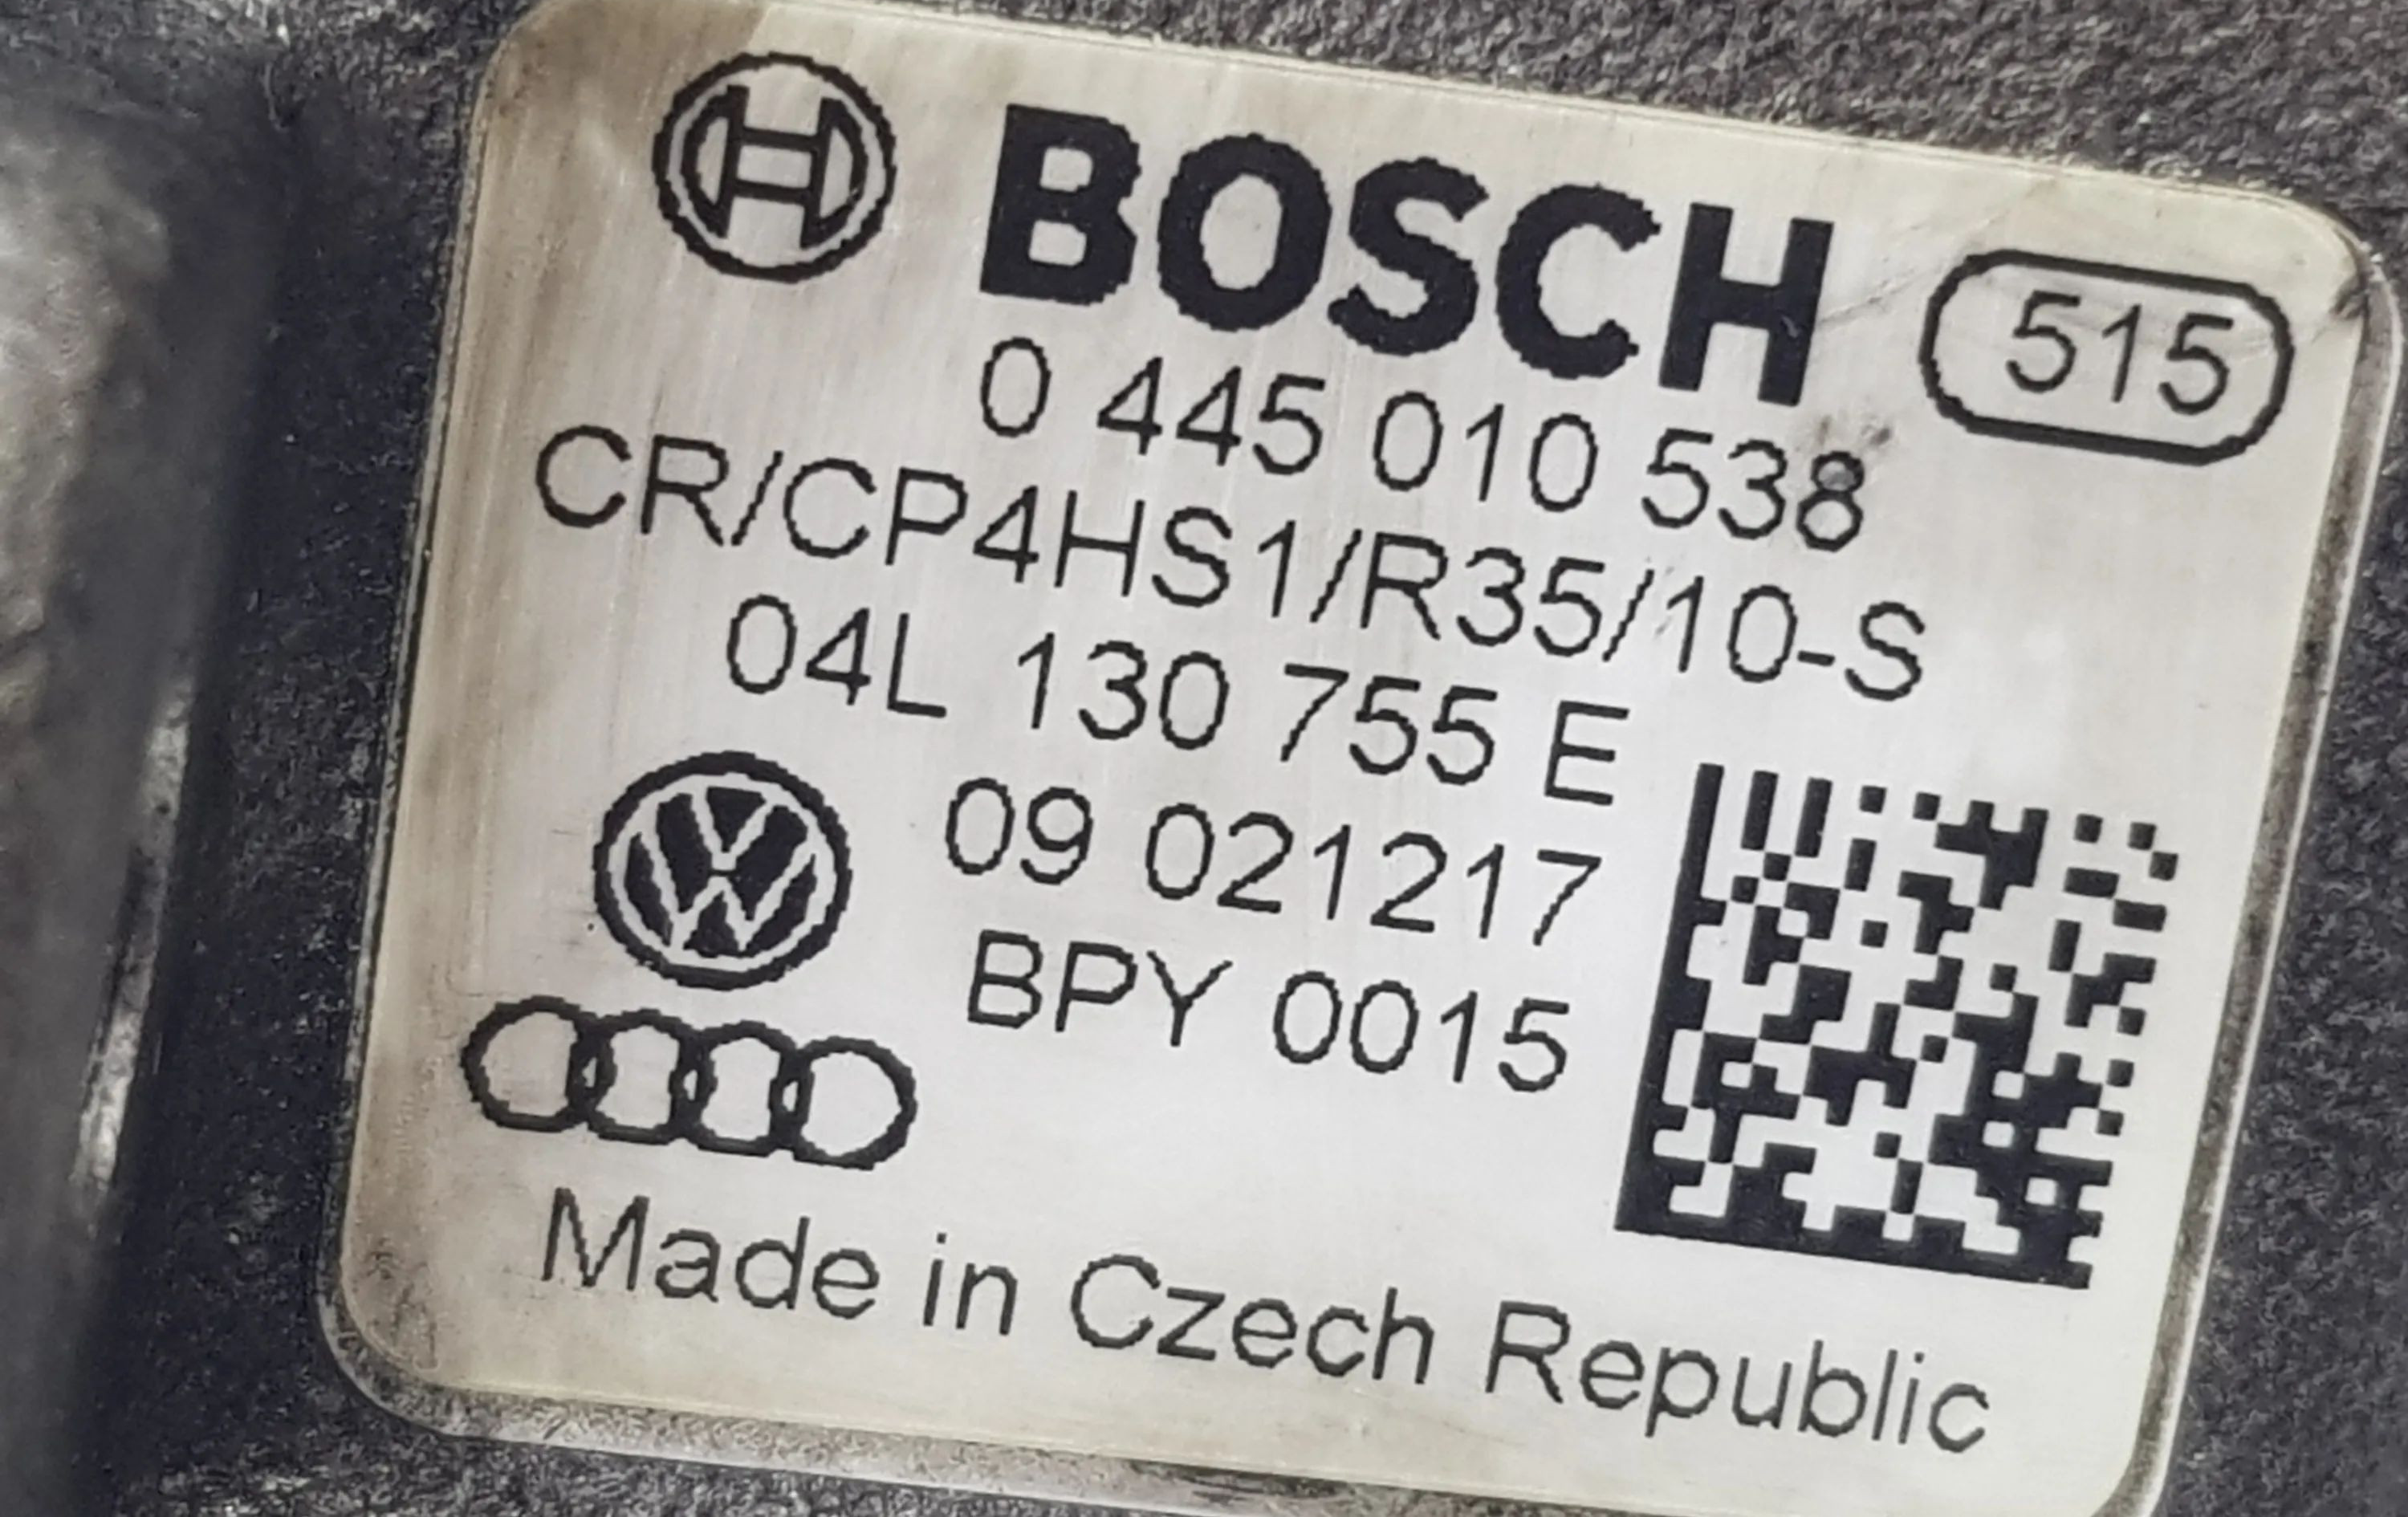 BOSCH 515
0 445 010 538
CR/CP4HS1/R35/10-S
04L 130 755 E
09 021217
BPY 0015
Made in Czech Republic